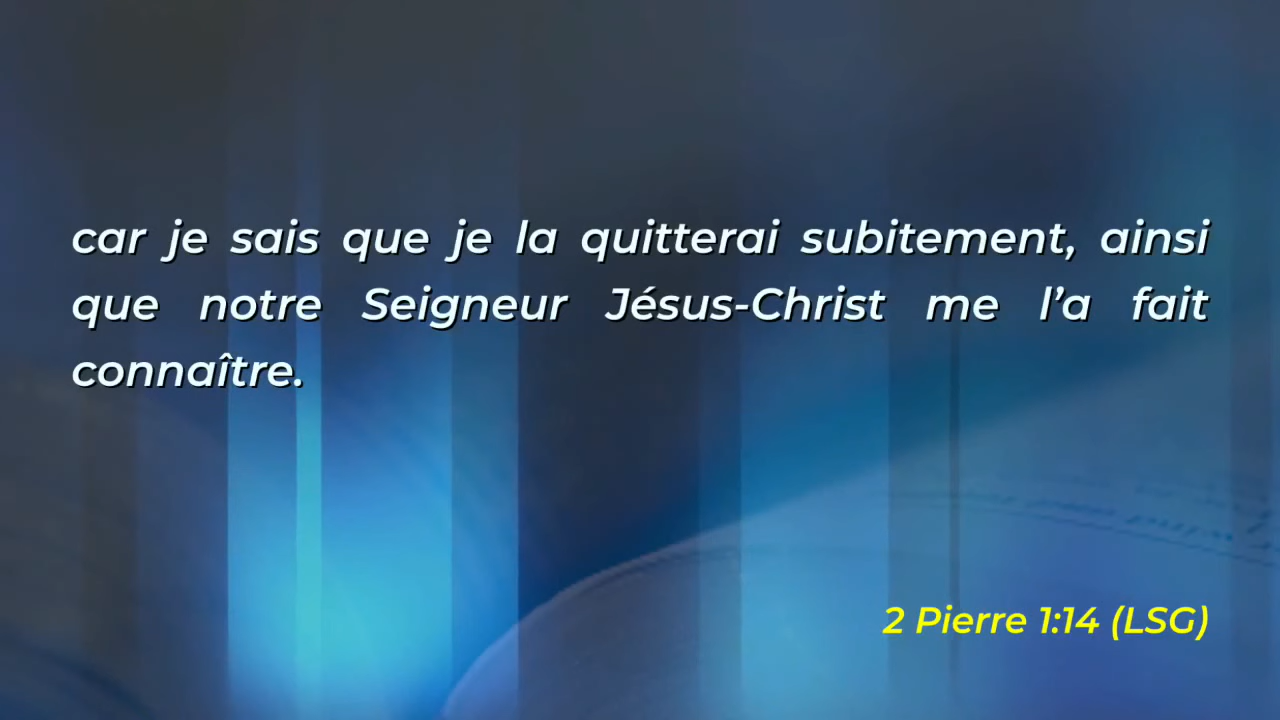 car je sais que je la quitterai subitement, ainsi
que notre Seigneur Jésus-Christ me l’a fait
connaître.
2 Pierre 1:14 (LSG)